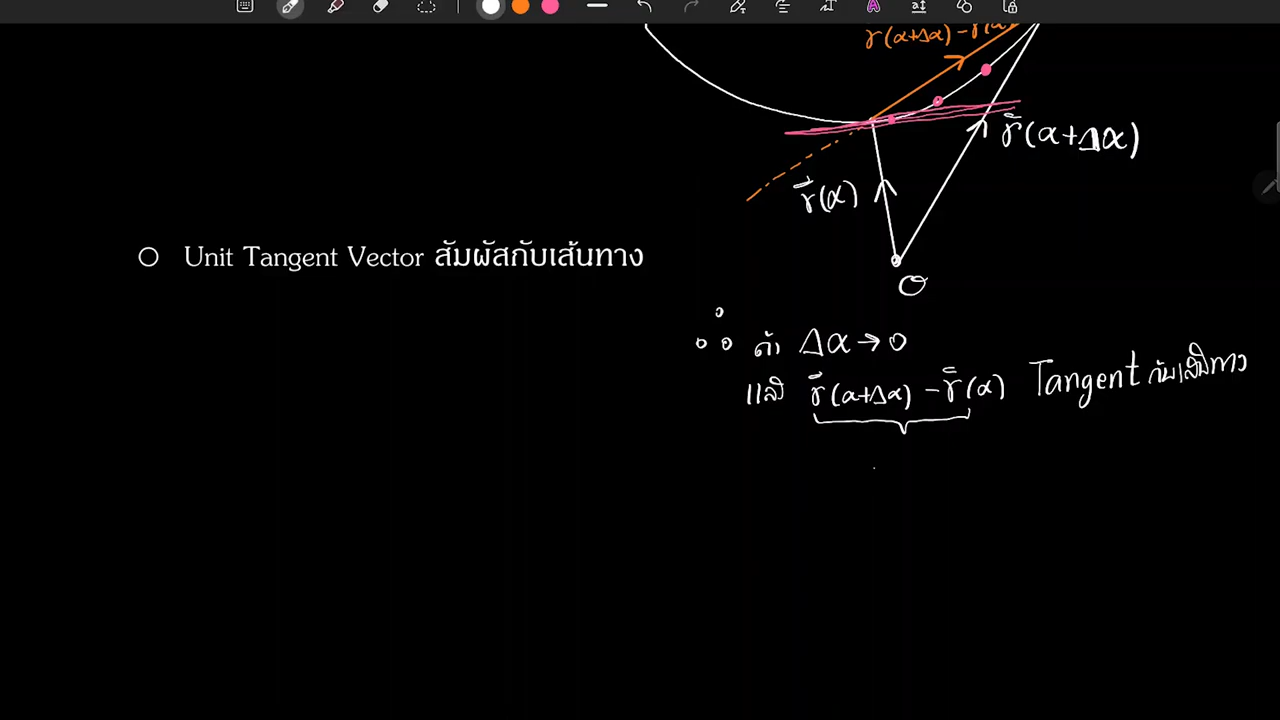 r(α+Δα) - r(α)
r⃗(α+Δα)
r⃗(α)
○ Unit Tangent Vector สัมผัสกับเส้นทาง
O
∴ ถ้า Δα → 0
แล้ว r⃗(α+Δα) - r⃗(α) Tangent กับเส้นทาง